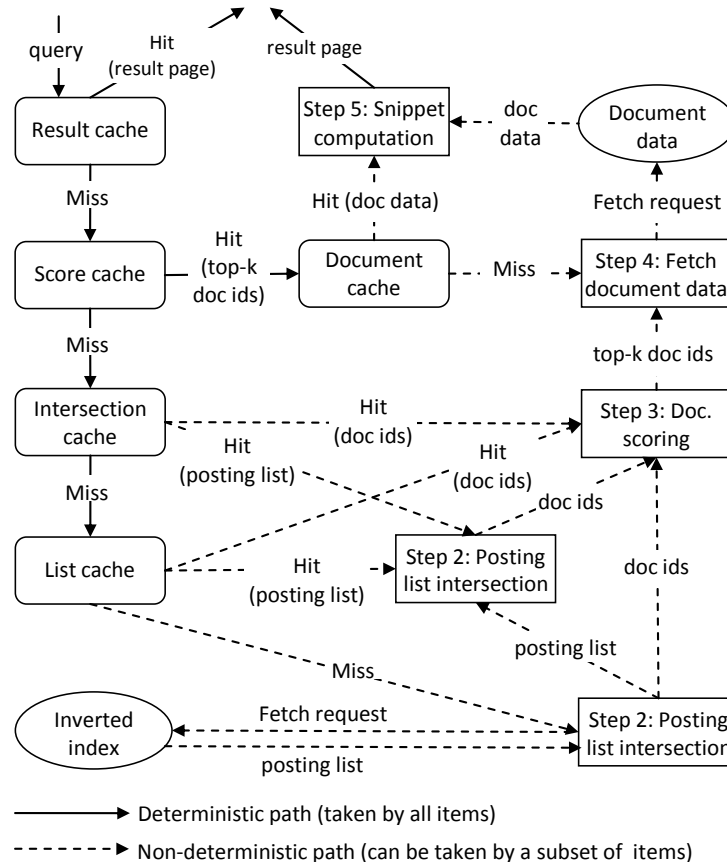 query
Hit
(result page)
result page
Result cache
Step 5: Snippet
computation
doc
data
Document
data
Miss
Hit (doc data)
Fetch request
Score cache
Hit
(top-k
doc ids)
Document
cache
Miss
Step 4: Fetch
document data
Miss
top-k doc ids
Intersection
cache
Hit
(doc ids)
Step 3: Doc.
scoring
Hit
(posting list)
Hit
(doc ids)
Miss
doc ids
List cache
Hit
(posting list)
Step 2: Posting
list intersection
doc ids
posting list
Miss
Inverted
index
Fetch request
posting list
Step 2: Posting
list intersection
Deterministic path (taken by all items)
Non-deterministic path (can be taken by a subset of items)